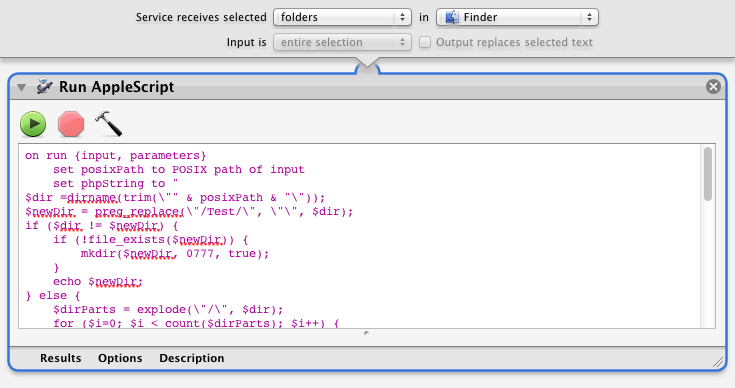 Service receives selected folders in Finder
Input is entire selection Output replaces selected text
Run AppleScript
on run {input, parameters}
set posixPath to POSIX path of input
set phpString to "
$dir =dirname(trim(\"" & posixPath & "\"));
$newDir = preg_replace(\"/Test/\", \"\", $dir);
if ($dir != $newDir) {
if (!file_exists($newDir)) {
mkdir($newDir, 0777, true);
}
echo $newDir;
} else {
$dirParts = explode(\"/\", $dir);
for ($i=0; $i < count($dirParts); $i++) {
Results Options Description